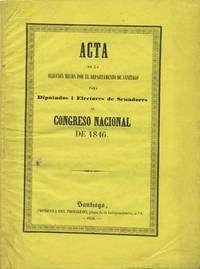 ACTA
DE LA
ELECCION HECHA POR EL DEPARTAMENTO DE SANTIAGO
PARA
Diputados i Electores de Senadores
AL
CONGRESO NACIONAL
DE 1846.
Santiago,
IMPRENTA DEL PROGRESO, plaza de la Independencia, n.